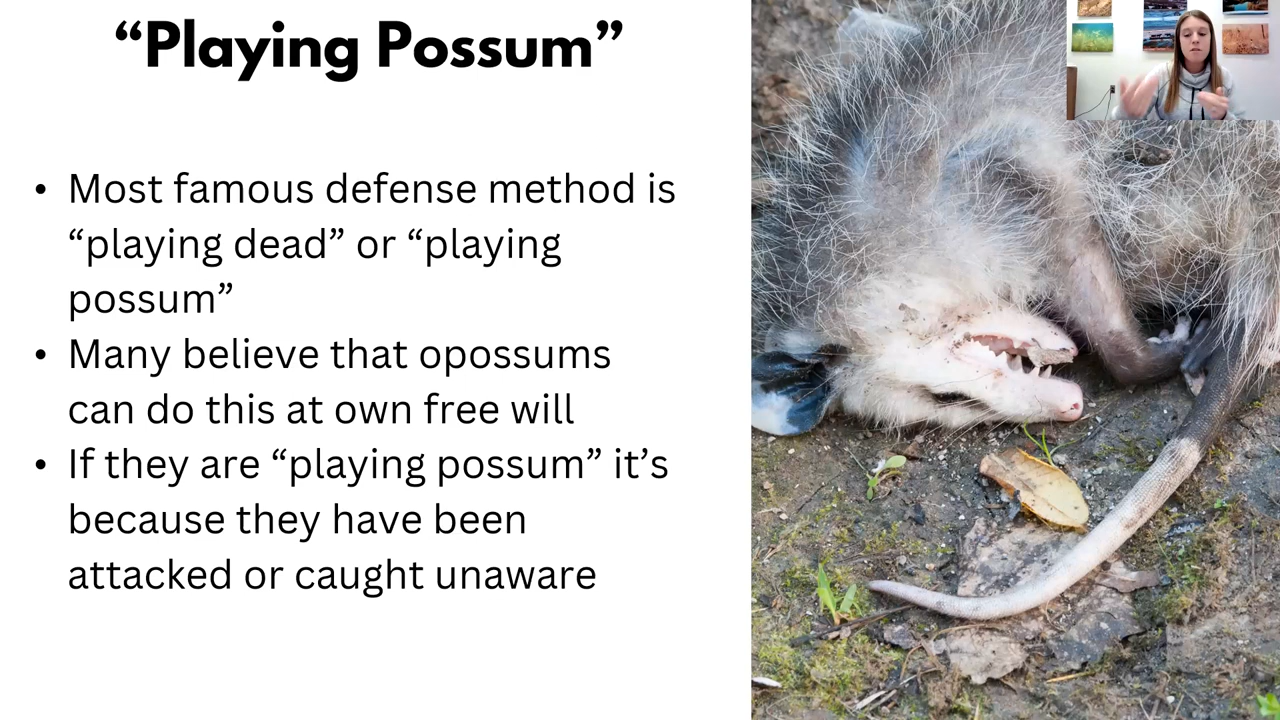 “Playing Possum”
• Most famous defense method is
“playing dead” or “playing
possum”
• Many believe that opossums
can do this at own free will
• If they are “playing possum” it’s
because they have been
attacked or caught unaware